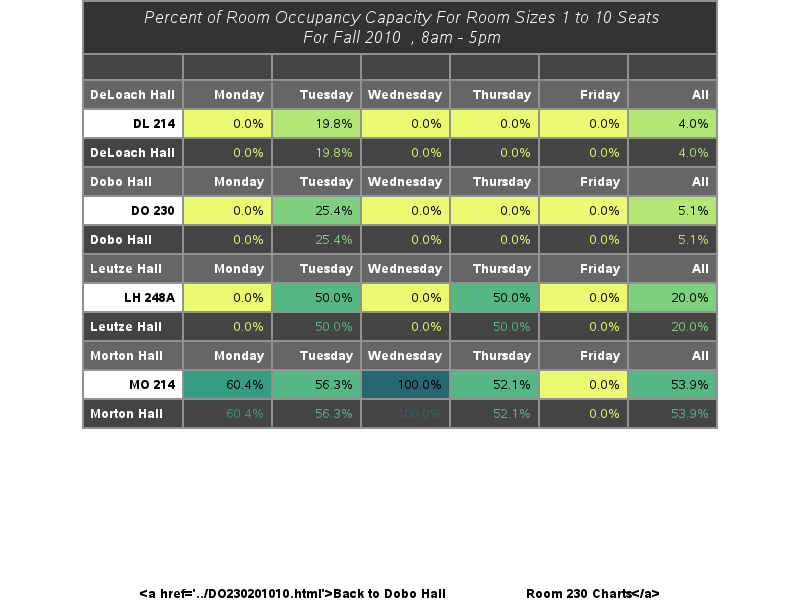 Percent of Room Occupancy Capacity For Room Sizes 1 to 10 Seats
For Fall 2010 , 8am - 5pm
DeLoach Hall Monday Tuesday Wednesday Thursday Friday All
DL 214 0.0% 19.8% 0.0% 0.0% 0.0% 4.0%
DeLoach Hall 0.0% 19.8% 0.0% 0.0% 0.0% 4.0%
Dobo Hall Monday Tuesday Wednesday Thursday Friday All
DO 230 0.0% 25.4% 0.0% 0.0% 0.0% 5.1%
Dobo Hall 0.0% 25.4% 0.0% 0.0% 0.0% 5.1%
Leutze Hall Monday Tuesday Wednesday Thursday Friday All
LH 248A 0.0% 50.0% 0.0% 50.0% 0.0% 20.0%
Leutze Hall 0.0% 50.0% 0.0% 50.0% 0.0% 20.0%
Morton Hall Monday Tuesday Wednesday Thursday Friday All
MO 214 60.4% 56.3% 100.0% 52.1% 0.0% 53.9%
Morton Hall 60.4% 56.3% 100.0% 52.1% 0.0% 53.9%
<a href='../DO230201010.html'>Back to Dobo Hall Room 230 Charts</a>